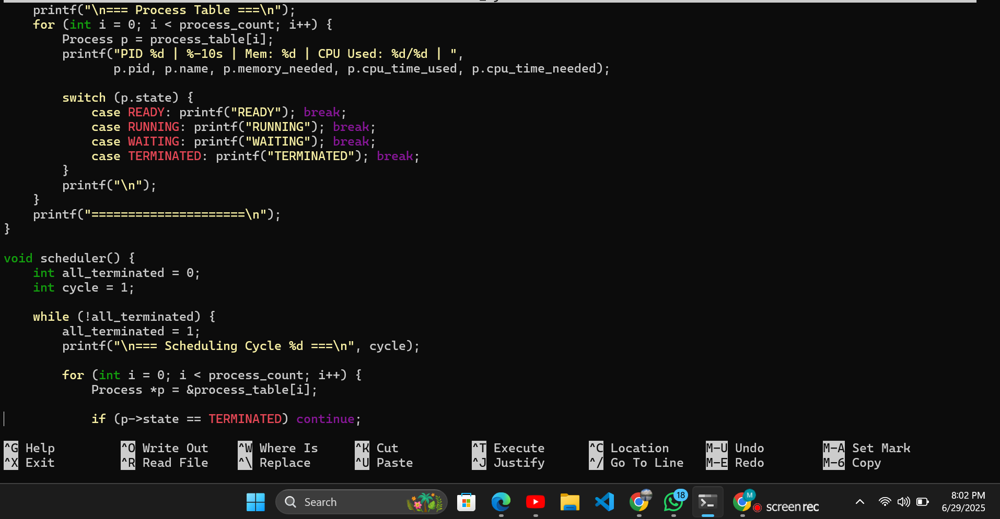 printf("\n=== Process Table ===\n");
    for (int i = 0; i < process_count; i++) {
        Process p = process_table[i];
        printf("PID %d | %-10s | Mem: %d | CPU Used: %d/%d | ",
               p.pid, p.name, p.memory_needed, p.cpu_time_used, p.cpu_time_needed);

        switch (p.state) {
            case READY: printf("READY"); break;
            case RUNNING: printf("RUNNING"); break;
            case WAITING: printf("WAITING"); break;
            case TERMINATED: printf("TERMINATED"); break;
        }
        printf("\n");
    }
    printf("=====================\n");
}

void scheduler() {
    int all_terminated = 0;
    int cycle = 1;

    while (!all_terminated) {
        all_terminated = 1;
        printf("\n=== Scheduling Cycle %d ===\n", cycle);

        for (int i = 0; i < process_count; i++) {
            Process *p = &process_table[i];

            if (p->state == TERMINATED) continue;

^G Help ^O Write Out ^W Where Is ^K Cut ^T Execute ^C Location M-U Undo M-A Set Mark
^X Exit ^R Read File ^\ Replace ^U Paste ^J Justify ^/ Go To Line M-E Redo M-6 Copy
Search 18 M screenrec 8:02 PM
6/29/2025